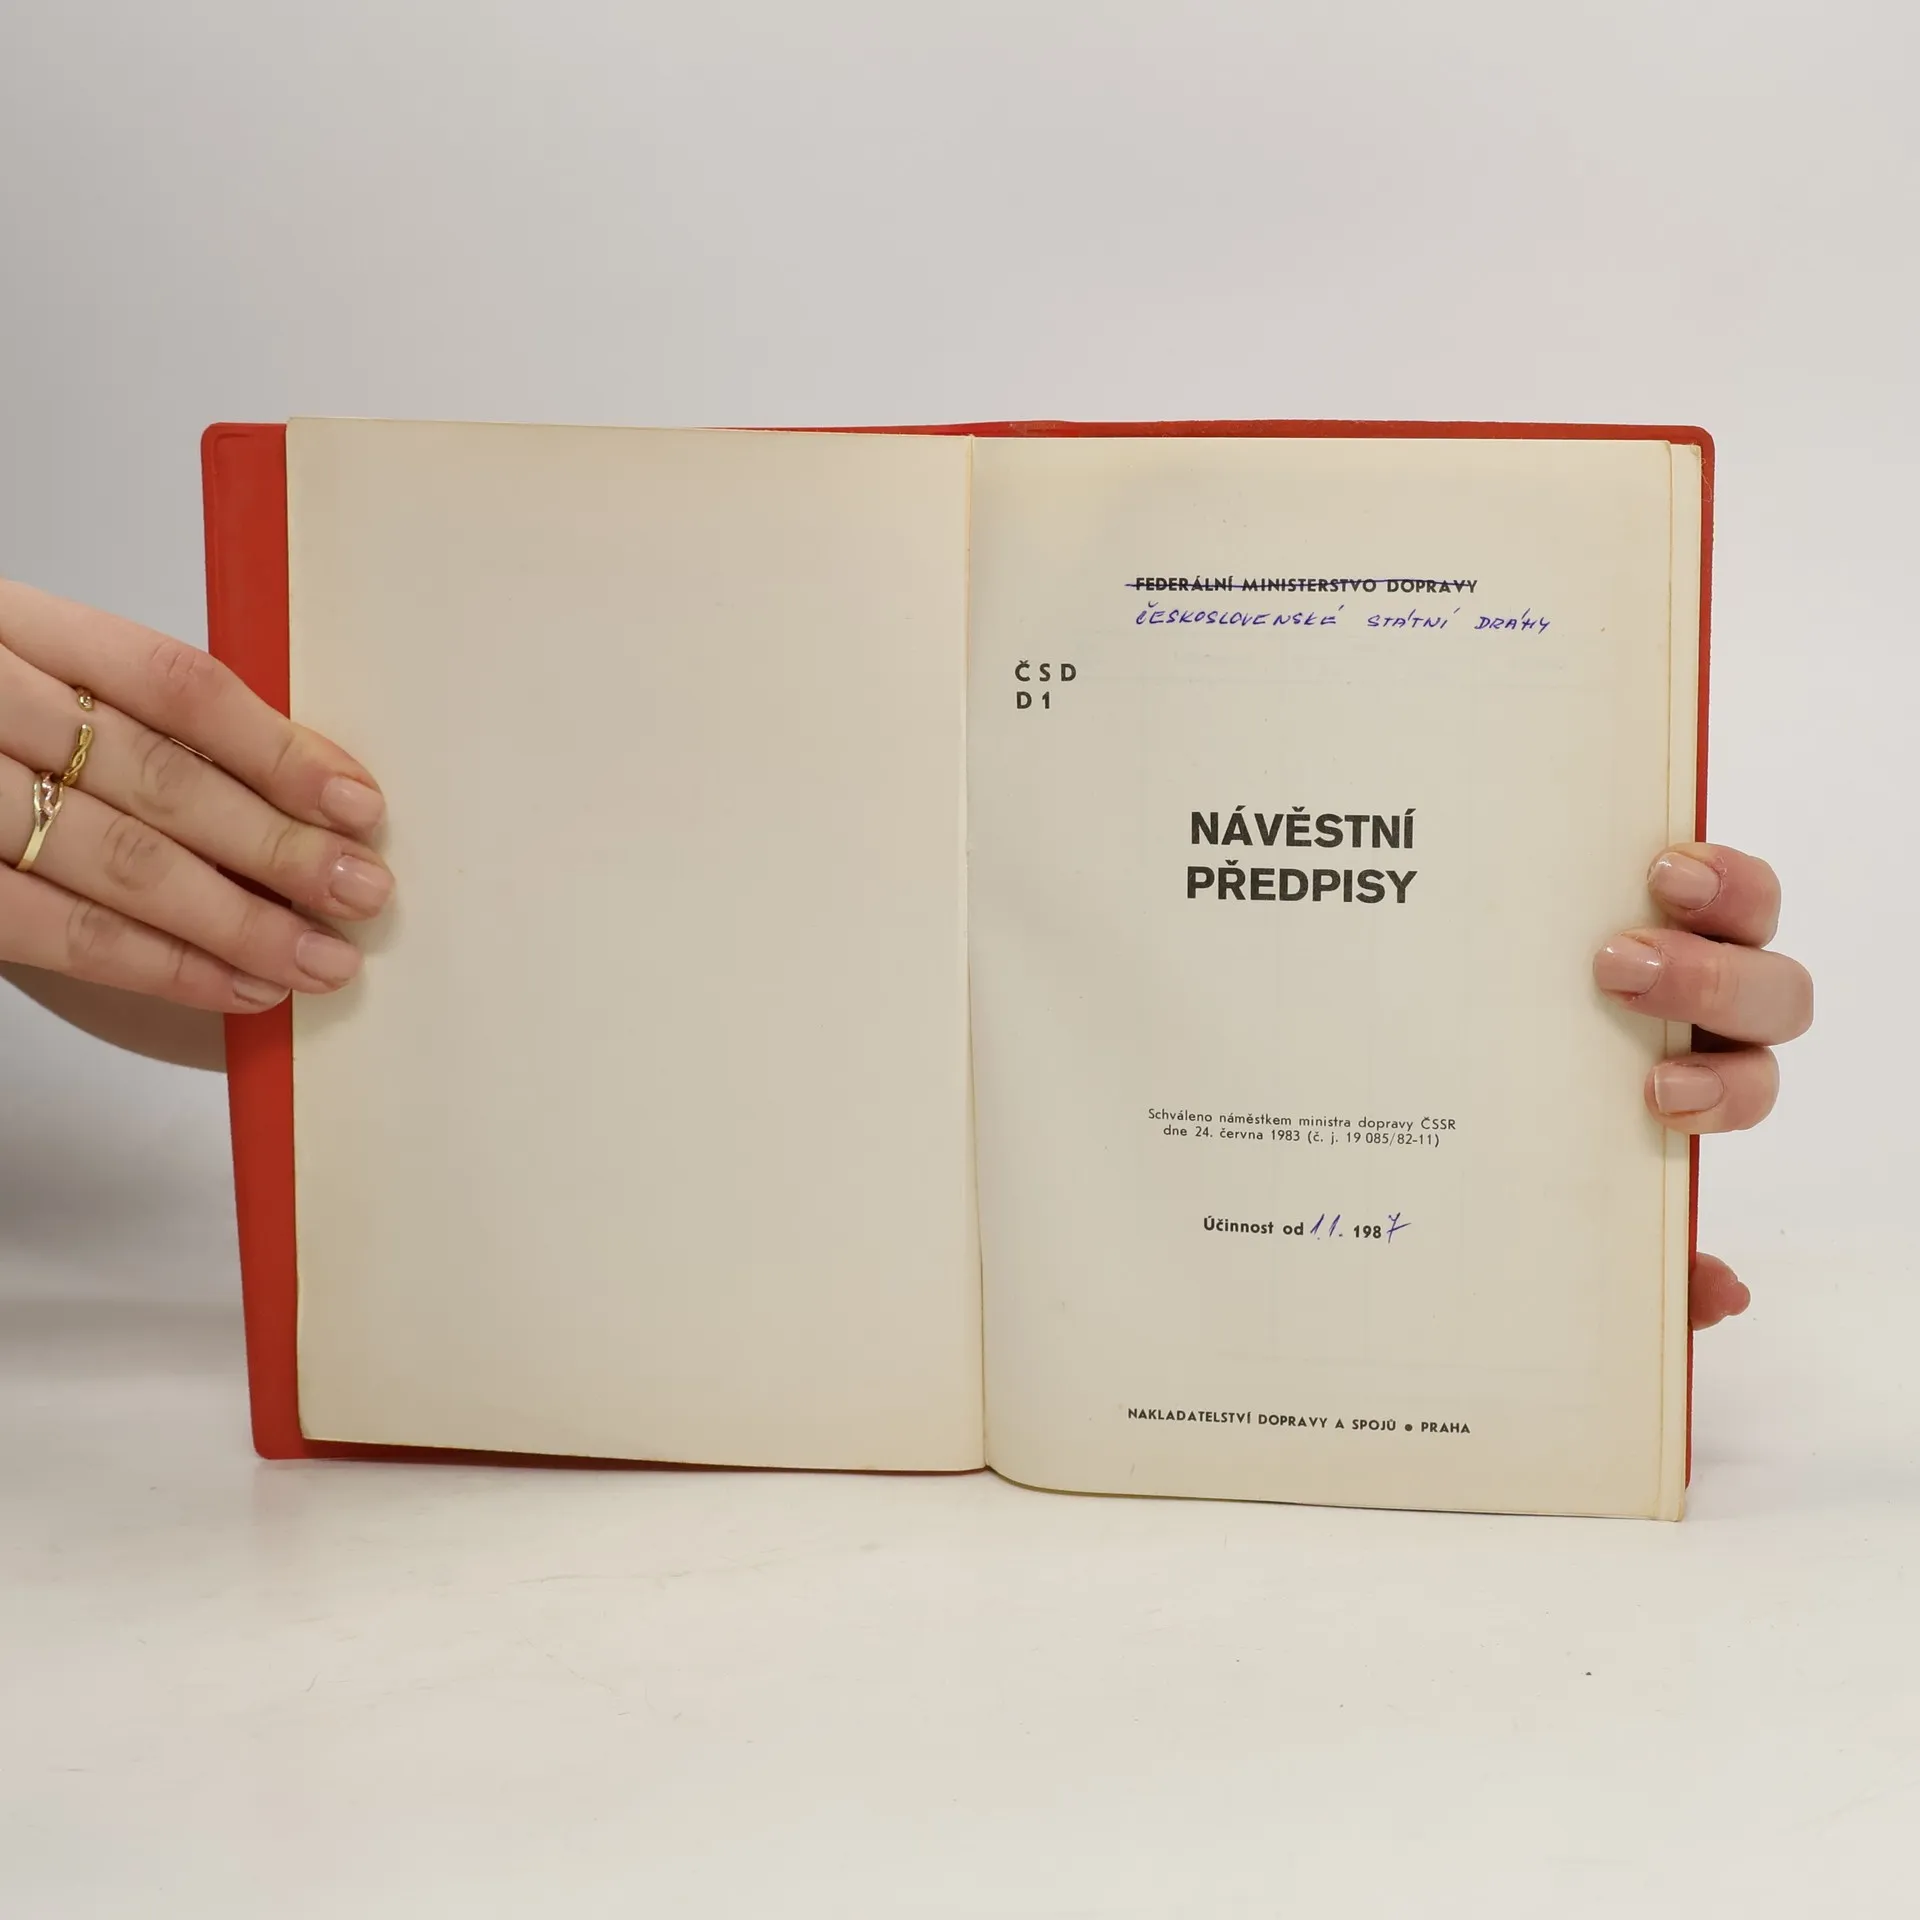 FEDERÁLNÍ MINISTERSTVO DOPRAVY
ČESKOSLOVENSKÉ STÁTNÍ DRÁHY
ČSD
D1
NÁVĚSTNÍ
PŘEDPISY
Schváleno náměstkem ministra dopravy ČSSR
dne 24. června 1983 (č. j. 19 085/82-11)
Účinnost od 1.1. 1987
NAKLADATELSTVÍ DOPRAVY A SPOJŮ ● PRAHA